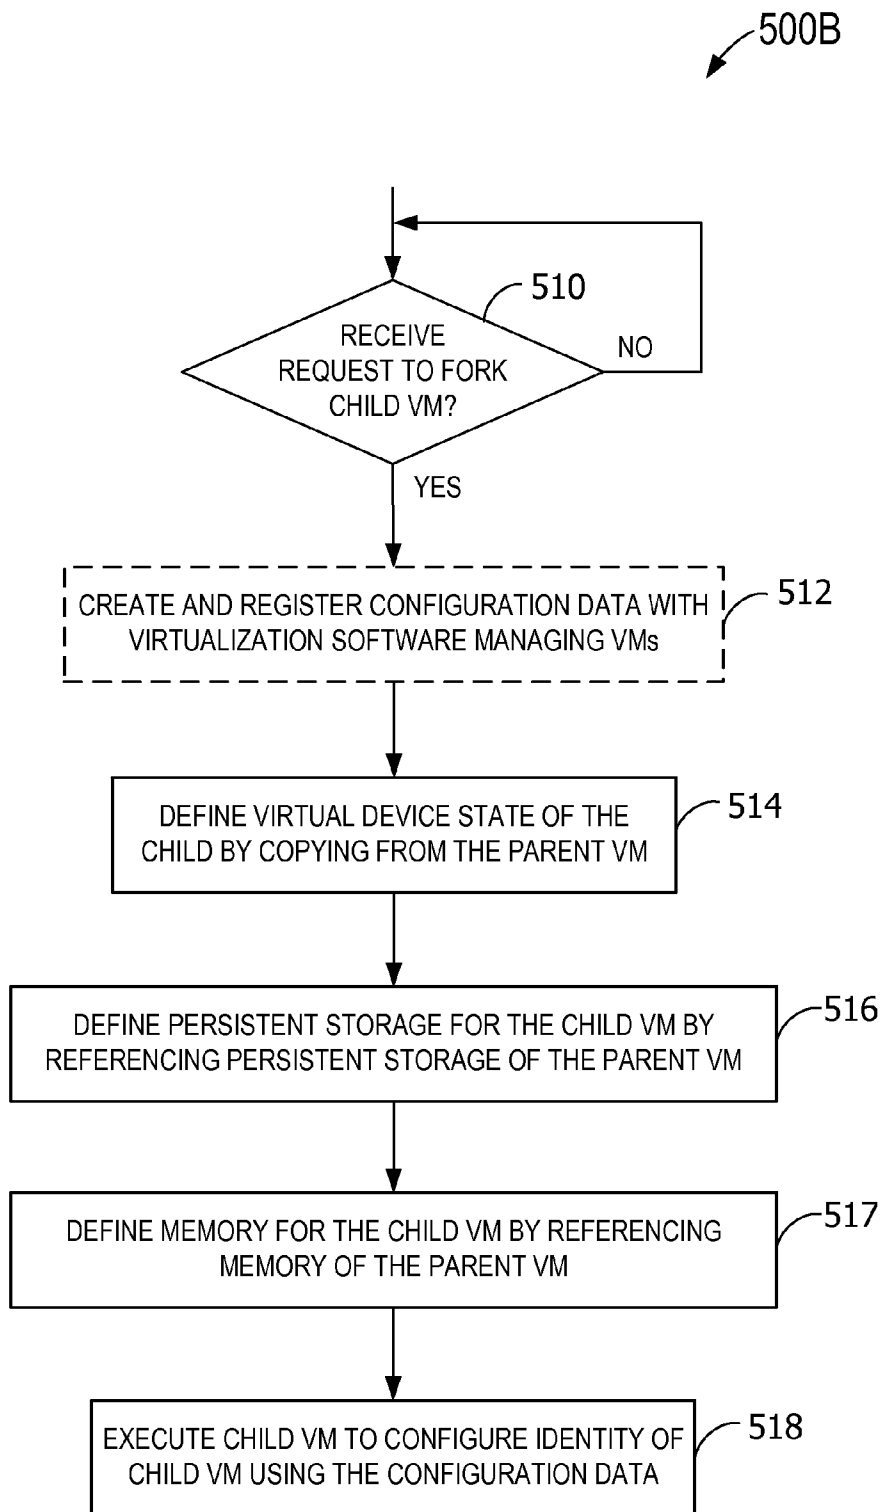 500B
510
RECEIVE
REQUEST TO FORK
CHILD VM?
NO
YES
CREATE AND REGISTER CONFIGURATION DATA WITH
VIRTUALIZATION SOFTWARE MANAGING VMs
512
DEFINE VIRTUAL DEVICE STATE OF THE
CHILD BY COPYING FROM THE PARENT VM
514
DEFINE PERSISTENT STORAGE FOR THE CHILD VM BY
REFERENCING PERSISTENT STORAGE OF THE PARENT VM
516
DEFINE MEMORY FOR THE CHILD VM BY REFERENCING
MEMORY OF THE PARENT VM
517
EXECUTE CHILD VM TO CONFIGURE IDENTITY OF
CHILD VM USING THE CONFIGURATION DATA
518